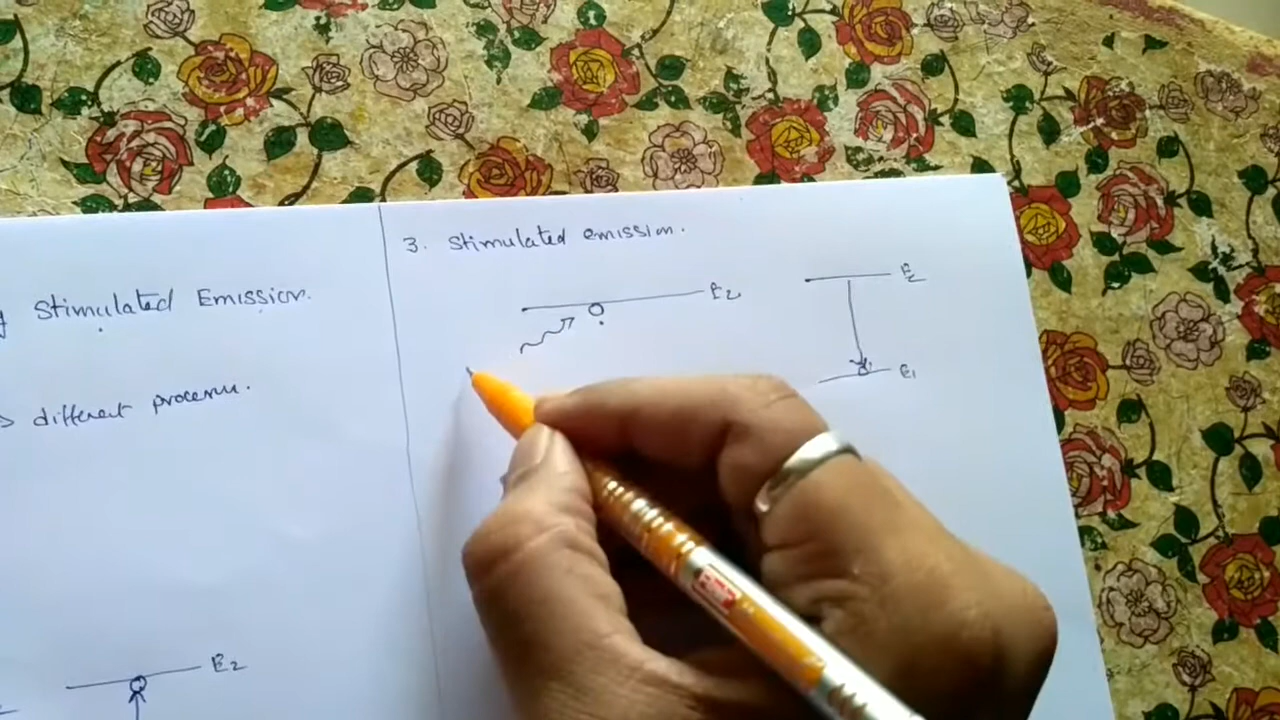 Stimulated Emission.
different process.
E2
3. Stimulated emission.
E2
E2
E1